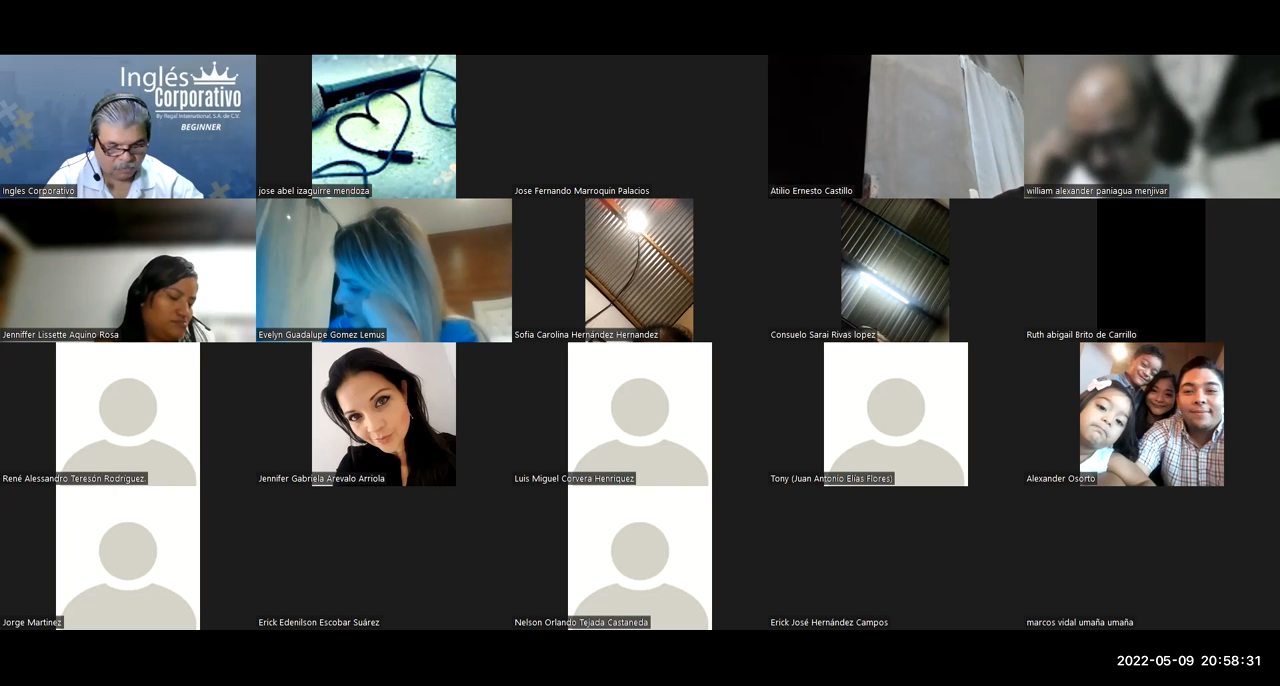 Inglés
Corporativo
By Regal International, S.A. de C.V.
BEGINNER
Ingles Corporativo
jose abel izaguirre mendoza
Jose Fernando Marroquin Palacios
Atilio Ernesto Castillo
william alexander paniagua menjivar
Jenniffer Lissette Aquino Rosa
Evelyn Guadalupe Gomez Lemus
Sofia Carolina Hernández Hernandez
Consuelo Sarai Rivas lopez
Ruth abigail Brito de Carrillo
René Alessandro Teresón Rodríguez.
Jennifer Gabriela Arevalo Arriola
Luis Miguel Corvera Henriquez
Tony (Juan Antonio Elias Flores)
Alexander Osorto
Jorge Martinez
Erick Edenilson Escobar Suárez
Nelson Orlando Tejada Castaneda
Erick José Hernández Campos
marcos vidal umaña umaña
2022-05-09 20:58:31